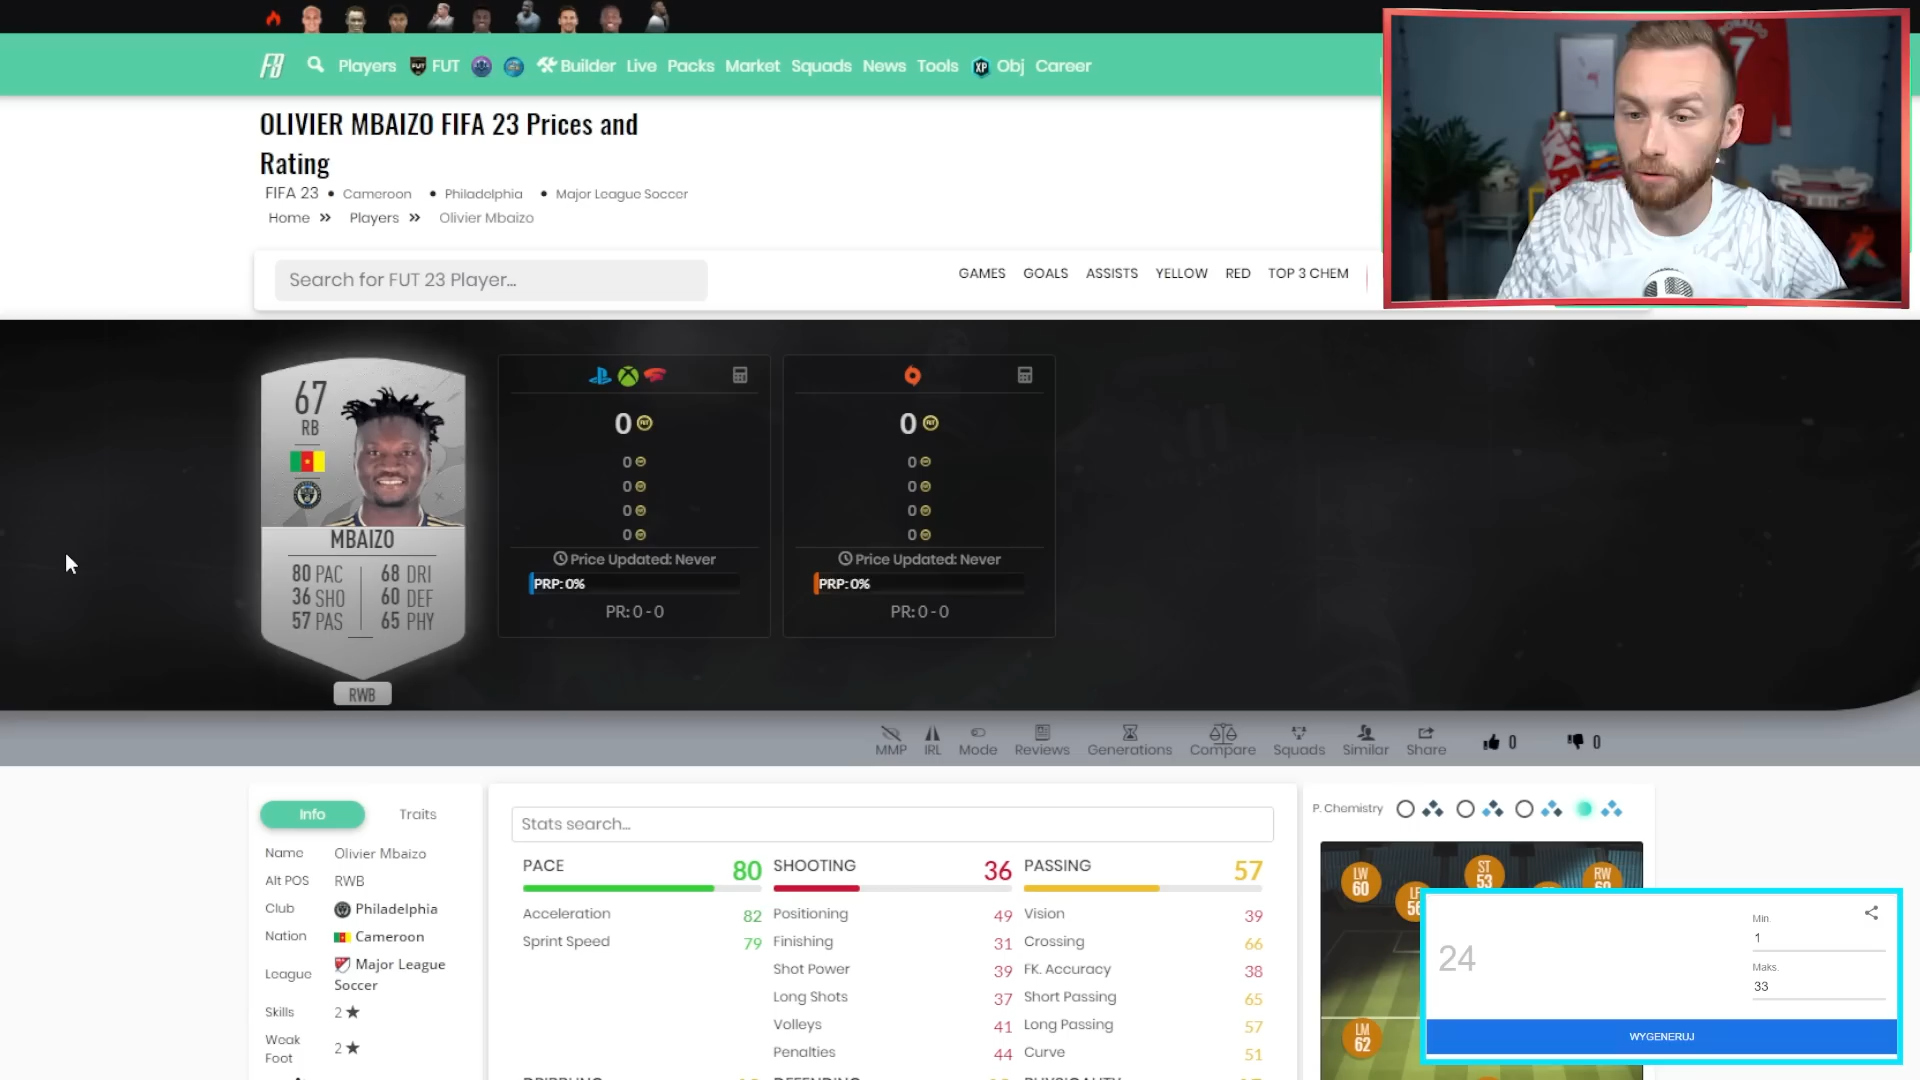 RONALDO
7
Players FUT Builder Live Packs Market Squads News Tools XP Obj Career
OLIVIER MBAIZO FIFA 23 Prices and
Rating
FIFA 23 • Cameroon • Philadelphia • Major League Soccer
Home » Players » Olivier Mbaizo
Search for FUT 23 Player...
GAMES GOALS ASSISTS YELLOW RED TOP 3 CHEM
67
RB
MBAIZO
80 PAC 68 DRI
36 SHO 60 DEF
57 PAS 65 PHY
RWB
0
0
0
0
0
Price Updated: Never
PRP: 0%
PR: 0 - 0
0
0
0
0
0
Price Updated: Never
PRP: 0%
PR: 0 - 0
MMP IRL Mode Reviews Generations Compare Squads Similar Share 0 0
Info Traits
Name Olivier Mbaizo
Alt POS RWB
Club Philadelphia
Nation Cameroon
League Major League
Soccer
Skills 2 ★
Weak
Foot 2 ★
Stats search...
PACE 80
Acceleration 82
Sprint Speed 79
SHOOTING 36
Positioning 49
Finishing 31
Shot Power 39
Long Shots 37
Volleys 41
Penalties 44
PASSING 57
Vision 39
Crossing 66
FK. Accuracy 38
Short Passing 65
Long Passing 57
Curve 51
P. Chemistry
LW
60
ST
53
RW
LM
62
24
Min.
1
Maks.
33
WYGENERUJ